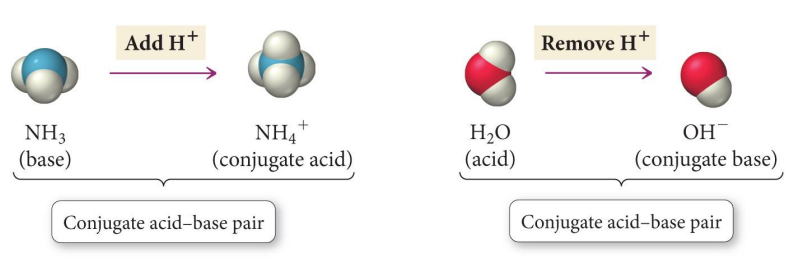 Add H⁺
NH₃
(base)
NH₄⁺
(conjugate acid)
Conjugate acid–base pair
Remove H⁺
H₂O
(acid)
OH⁻
(conjugate base)
Conjugate acid–base pair